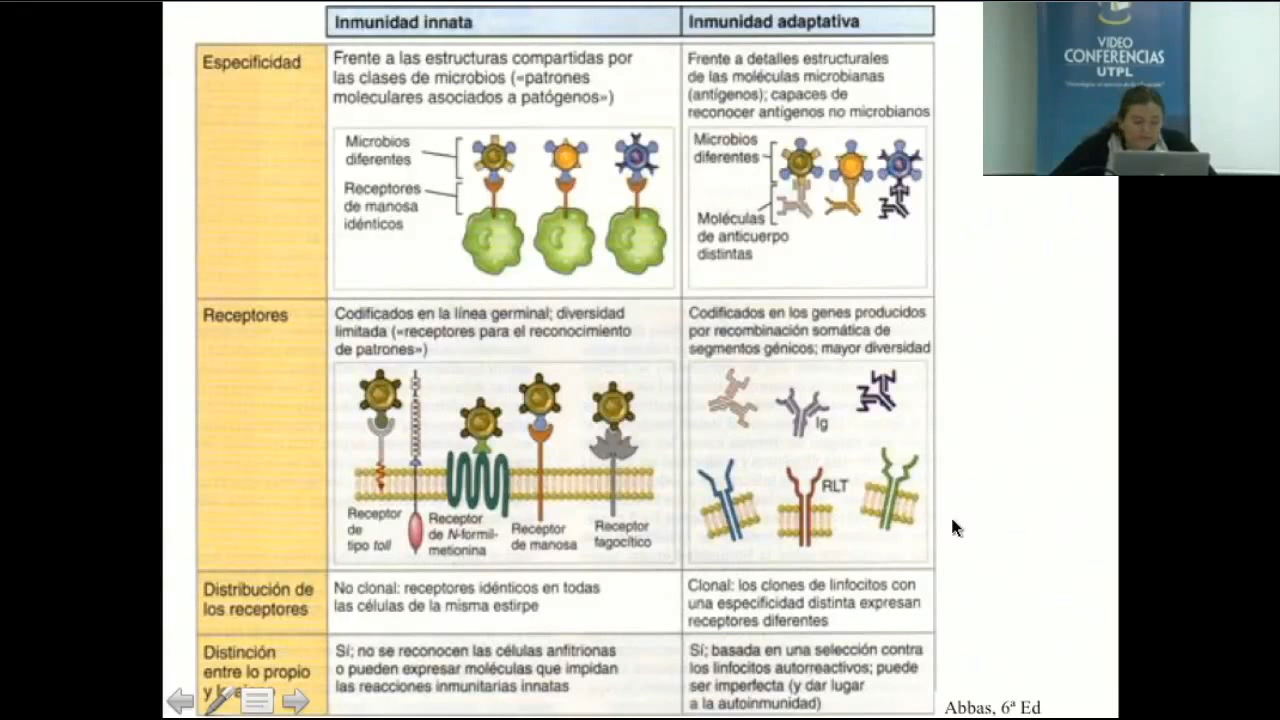 Inmunidad innata
Inmunidad adaptativa
Especificidad
Frente a las estructuras compartidas por
las clases de microbios («patrones
moleculares asociados a patógenos»)
Microbios
diferentes
Receptores
de manosa
idénticos
Frente a detalles estructurales
de las moléculas microbianas
(antígenos); capaces de
reconocer antígenos no microbianos
Microbios
diferentes
Moléculas
de anticuerpo
distintas
Receptores
Codificados en la línea germinal; diversidad
limitada («receptores para el reconocimiento
de patrones»)
Receptor
de
tipo toll
Receptor
de N-formil-
metionina
Receptor
de manosa
Receptor
fagocítico
Codificados en los genes producidos
por recombinación somática de
segmentos génicos; mayor diversidad
Ig
RLT
Distribución de
los receptores
No clonal: receptores idénticos en todas
las células de la misma estirpe
Clonal: los clones de linfocitos con
una especificidad distinta expresan
receptores diferentes
Distinción
entre lo propio
y
Sí; no se reconocen las células anfitrionas
o pueden expresar moléculas que impidan
las reacciones inmunitarias innatas
Sí; basada en una selección contra
los linfocitos autorreactivos; puede
ser imperfecta (y dar lugar
a la autoinmunidad)
Abbas, 6ª Ed
VIDEO
CONFERENCIAS
UTPL